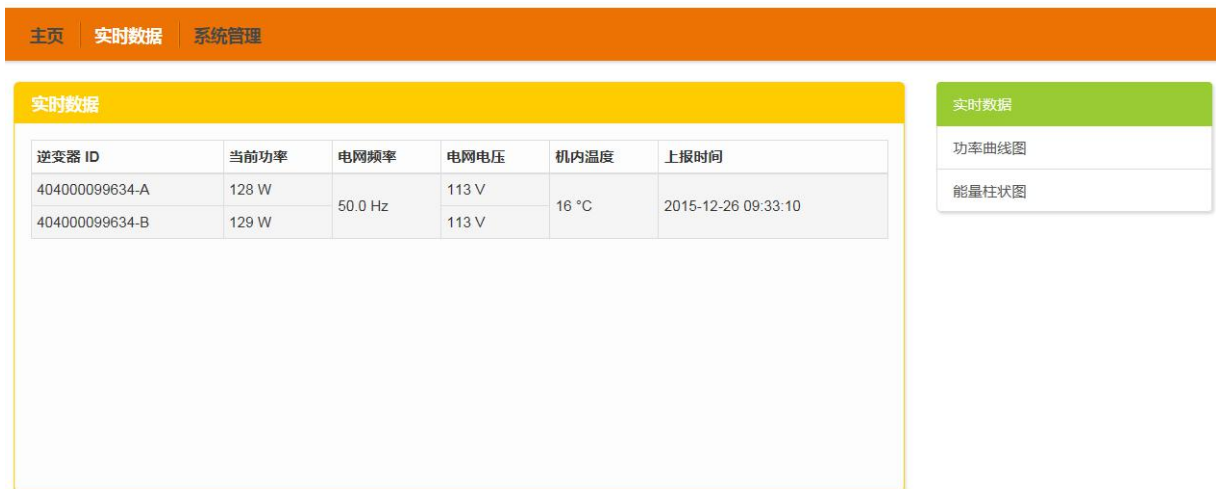 主页 实时数据 系统管理
实时数据
逆变器 ID 当前功率 电网频率 电网电压 机内温度 上报时间
404000099634-A 128 W 50.0 Hz 113 V 16 °C 2015-12-26 09:33:10
404000099634-B 129 W 113 V
实时数据
功率曲线图
能量柱状图